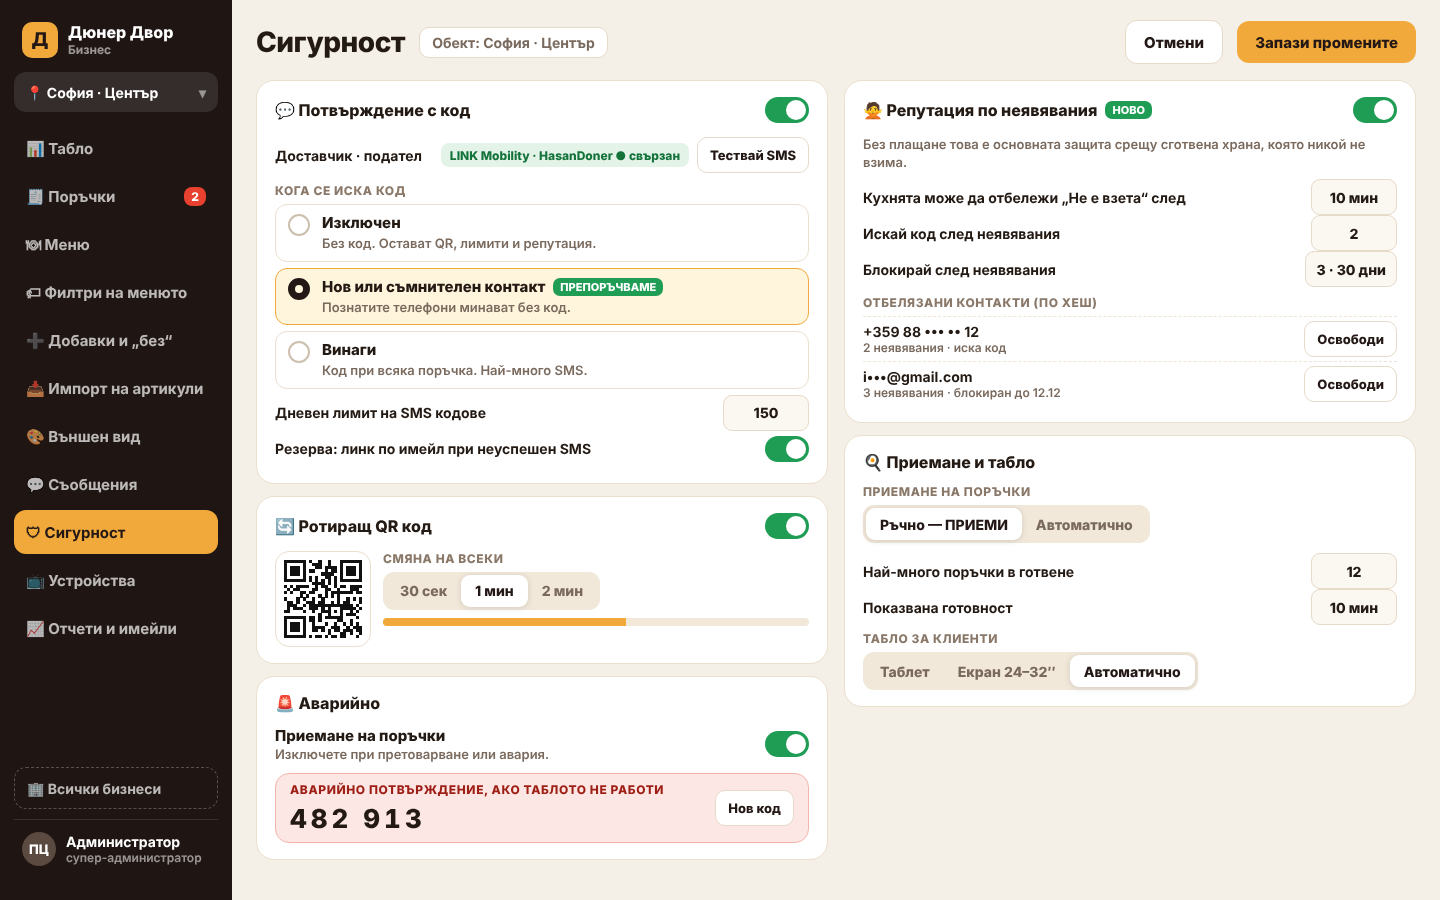 Д
Дюнер Двор
Бизнес
София · Център
Табло
Поръчки
2
Меню
Филтри на менюто
Добавки и „без“
Импорт на артикули
Външен вид
Съобщения
Сигурност
Устройства
Отчети и имейли
Всички бизнеси
ПЦ
Администратор
супер-администратор
Сигурност
Обект: София · Център
Отмени
Запази промените
Потвърждение с код
Доставчик · подател
LINK Mobility · HasanDoner ● свързан
Тествай SMS
КОГА СЕ ИСКА КОД
Изключен
Без код. Остават QR, лимити и репутация.
Нов или съмнителен контакт ПРЕПОРЪЧВАМЕ
Познатите телефони минават без код.
Винаги
Код при всяка поръчка. Най-много SMS.
Дневен лимит на SMS кодове
150
Резерва: линк по имейл при неуспешен SMS
Ротиращ QR код
СМЯНА НА ВСЕКИ
30 сек 1 мин 2 мин
Аварийно
Приемане на поръчки
Изключете при претоварване или авария.
АВАРИЙНО ПОТВЪРЖДЕНИЕ, АКО ТАБЛОТО НЕ РАБОТИ
482 913
Нов код
Репутация по неявявания НОВО
Без плащане това е основната защита срещу сготвена храна, която никой не
взима.
Кухнята може да отбележи „Не е взета“ след
10 мин
Искай код след неявявания
2
Блокирай след неявявания
3 · 30 дни
ОТБЕЛЯЗАНИ КОНТАКТИ (ПО ХЕШ)
+359 88 ••• •• 12
2 неявявания · иска код
Освободи
i•••@gmail.com
3 неявявания · блокиран до 12.12
Освободи
Приемане и табло
ПРИЕМАНЕ НА ПОРЪЧКИ
Ръчно — ПРИЕМИ Автоматично
Най-много поръчки в готвене
12
Показвана готовност
10 мин
ТАБЛО ЗА КЛИЕНТИ
Таблет Екран 24–32″ Автоматично